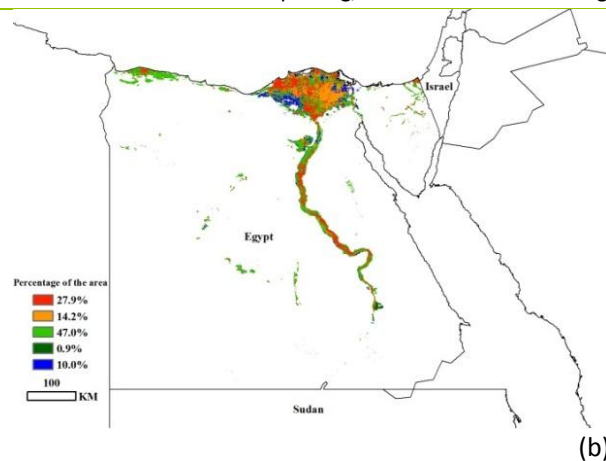 Israel
Egypt
Percentage of the area
27.9%
14.2%
47.0%
0.9%
10.0%
100
KM
Sudan
(b)